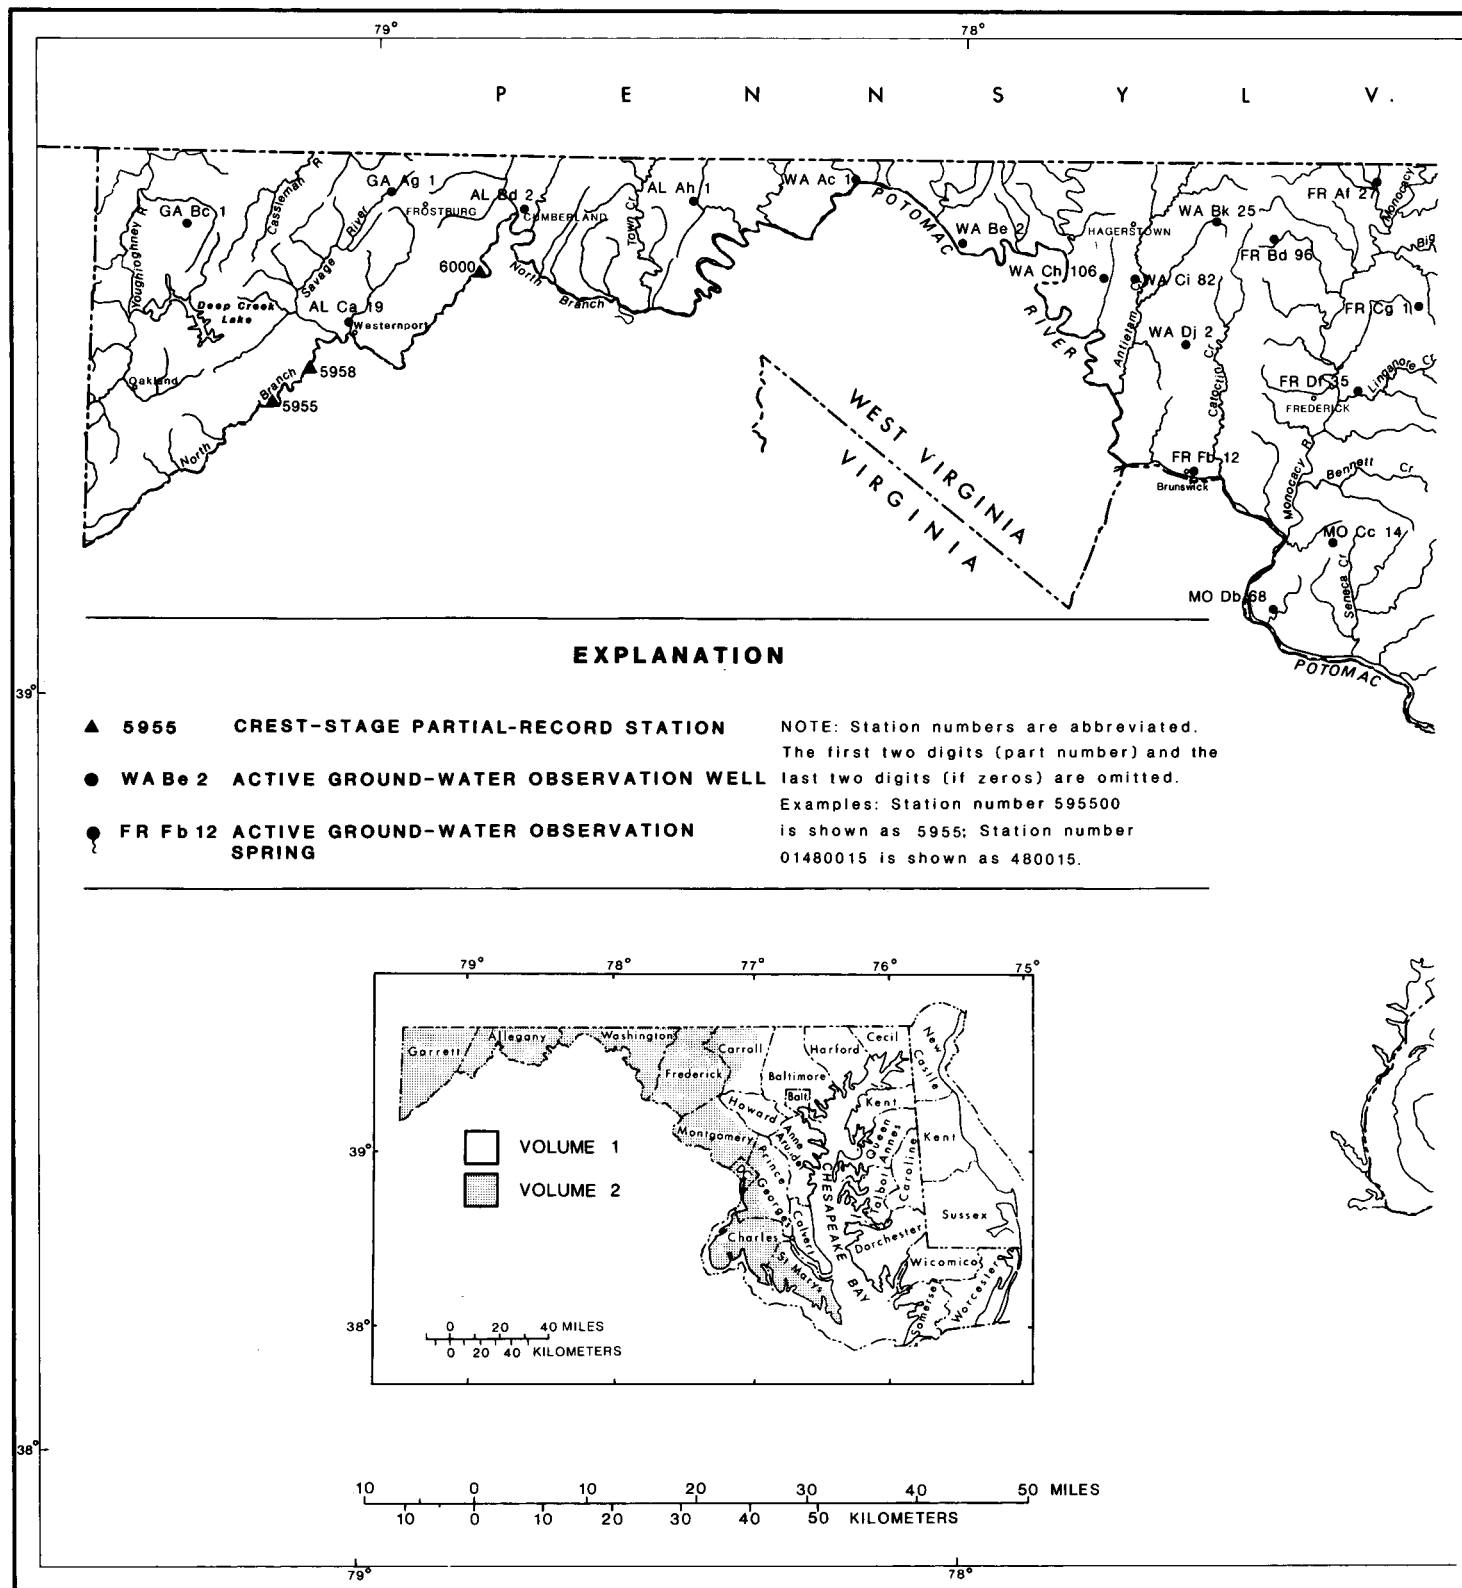 79° 78°
P E N N S Y L V.
GA Bc 1
Youghiogheny R
Cassleman R
Savage River
GA Ag 1
FROSTBURG
AL Bd 2
CUMBERLAND
Town Cr
AL Ah 1
WA Ac 1
POTOMAC
RIVER
WA Be 2
HAGERSTOWN
WA Ch 106
WA Ci 82
WA Bk 25
FR Bd 96
FR Af 27
Monocacy
Big
FR Cg 1
Deep Creek
Lake
AL Ca 19
Westernport
6000
North Branch
Oakland
5958
5955
North Branch
Antietam Cr
WA Dj 2
Catoctin Cr
FR Df 35
FREDERICK
Linganore Cr
WEST VIRGINIA
VIRGINIA
FR Fb 12
Brunswick
Monocacy R
Bennett Cr
MO Cc 14
Seneca Cr
MO Db 68
POTOMAC
39°
EXPLANATION
5955 CREST-STAGE PARTIAL-RECORD STATION
WA Be 2 ACTIVE GROUND-WATER OBSERVATION WELL
FR Fb 12 ACTIVE GROUND-WATER OBSERVATION
SPRING
NOTE: Station numbers are abbreviated.
The first two digits (part number) and the
last two digits (if zeros) are omitted.
Examples: Station number 595500
is shown as 5955; Station number
01480015 is shown as 480015.
79° 78° 77° 76° 75°
Garrett
Allegany
Washington
Frederick
Carroll
Baltimore
Balt
Harford
Cecil
New Castle
Howard
Montgomery
Anne Arundel
Prince Georges
DC
Calvert
Charles
St Marys
CHESAPEAKE BAY
Kent
Queen Annes
Talbot
Caroline
Kent
Dorchester
Sussex
Wicomico
Somerset
Worcester
39°
38°
VOLUME 1
VOLUME 2
0 20 40 MILES
0 20 40 KILOMETERS
38°
10 0 10 20 30 40 50 MILES
10 0 10 20 30 40 50 KILOMETERS
79° 78°